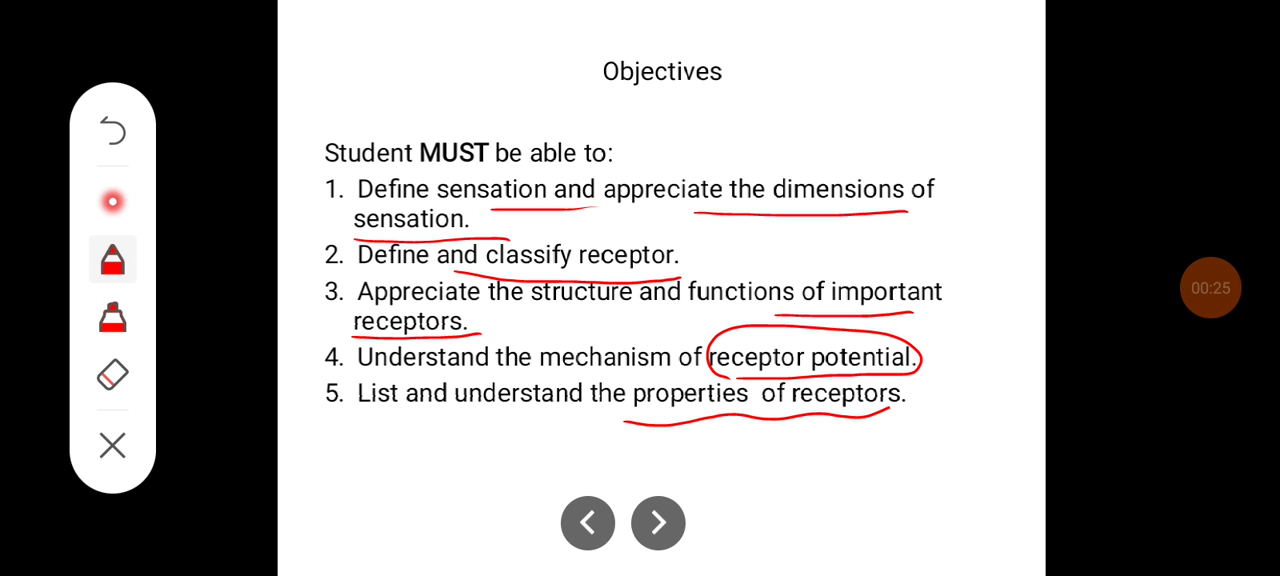 Objectives
Student MUST be able to:
1. Define sensation and appreciate the dimensions of
sensation.
2. Define and classify receptor.
3. Appreciate the structure and functions of important
receptors.
4. Understand the mechanism of receptor potential.
5. List and understand the properties of receptors.
00:25